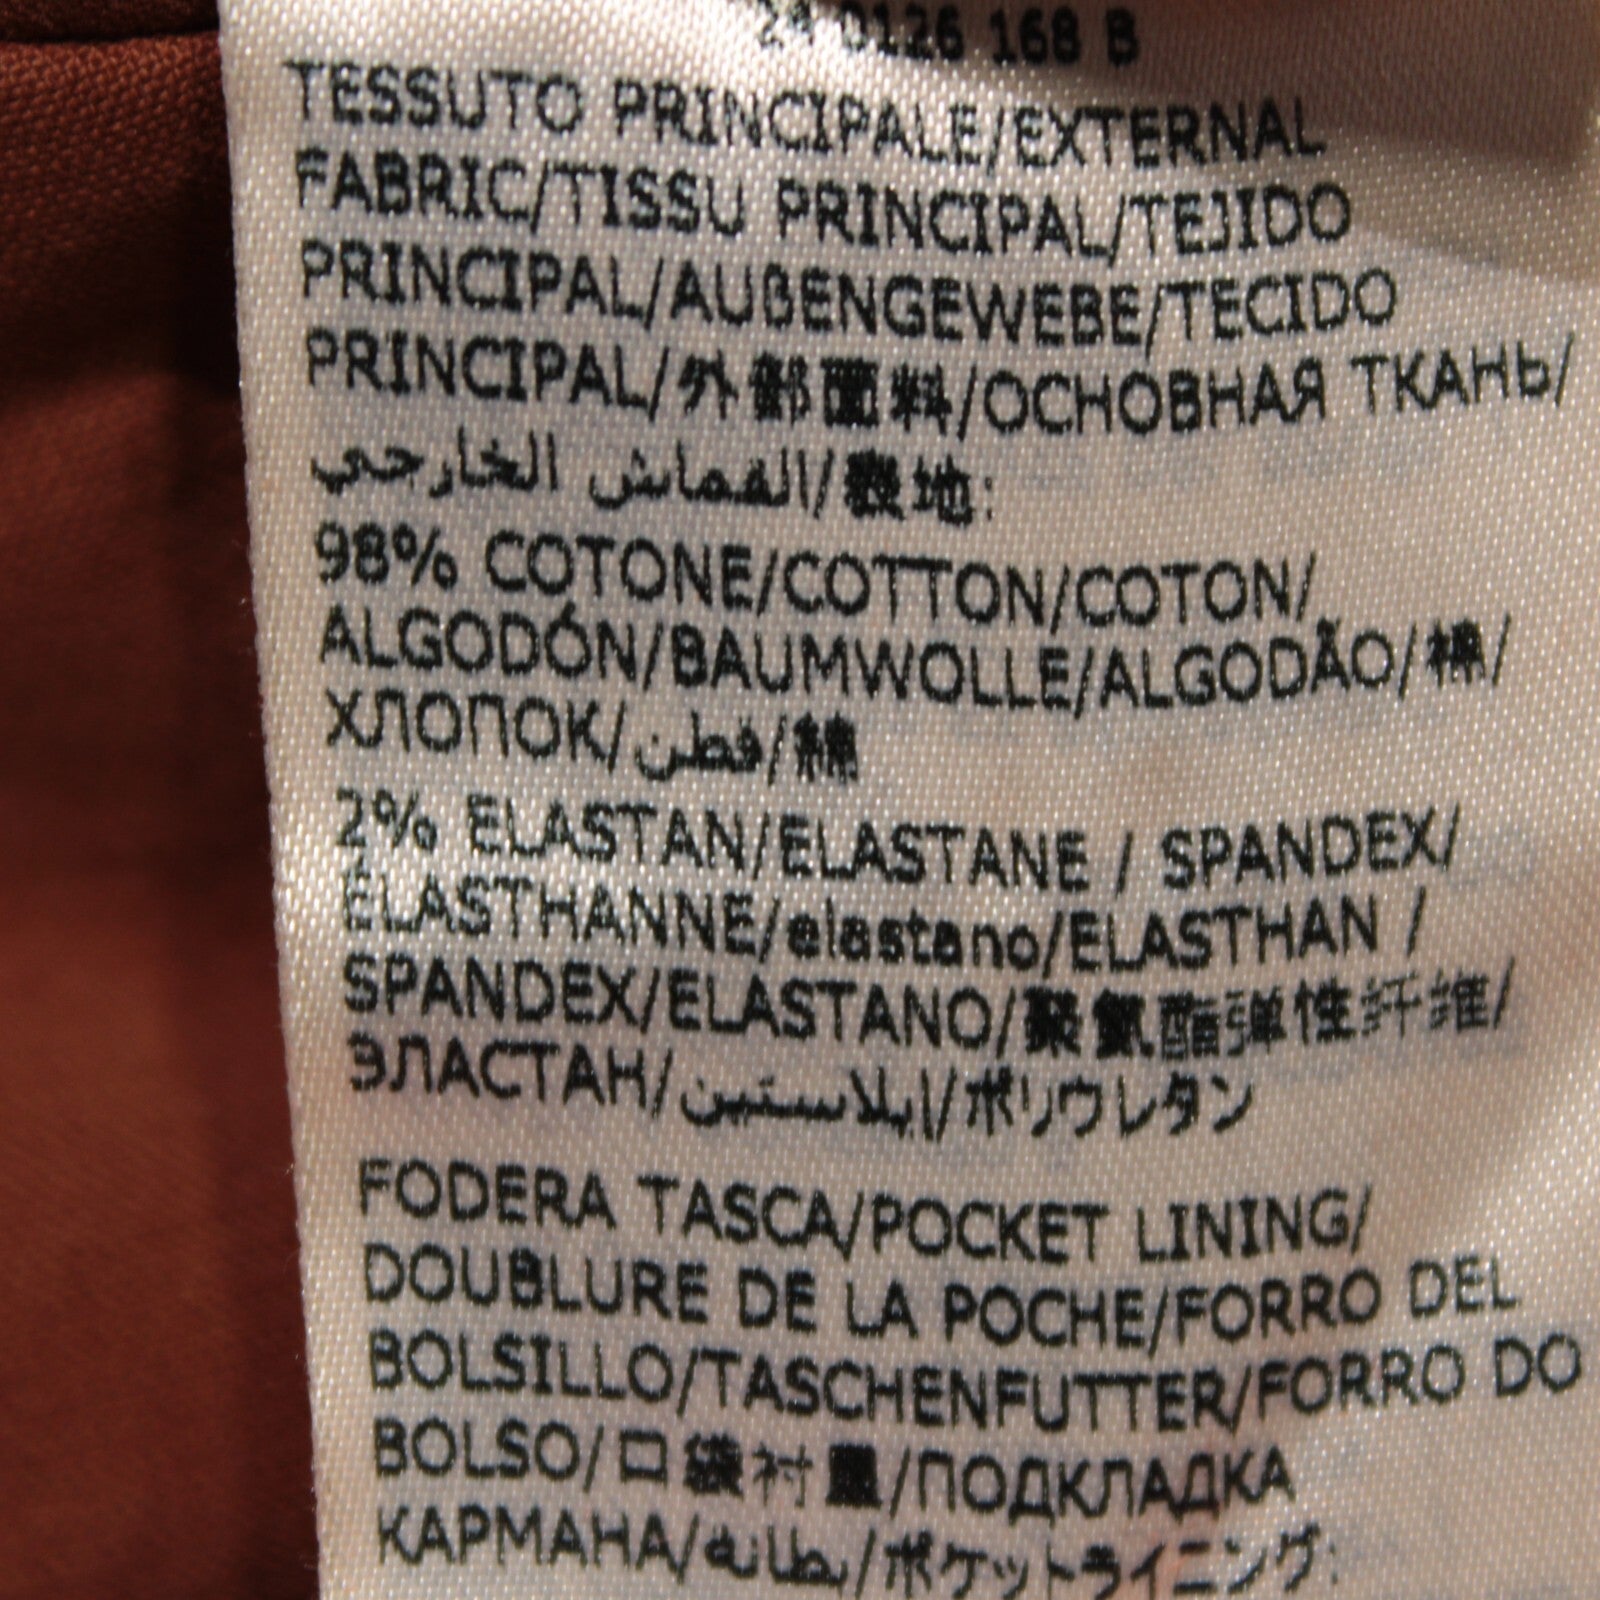 24 0126 168 B
TESSUTO PRINCIPALE/EXTERNAL
FABRIC/TISSU PRINCIPAL/TEJIDO
PRINCIPAL/AUßENGEWEBE/TECIDO
PRINCIPAL/外部面料/ОСНОВНАЯ ТКАНЬ/
القماش الخارجي/表地:
98% COTONE/COTTON/COTON/
ALGODÓN/BAUMWOLLE/ALGODÃO/棉/
ХЛОПОК/قطن/綿
2% ELASTAN/ELASTANE / SPANDEX/
ÉLASTHANNE/elastano/ELASTHAN /
SPANDEX/ELASTANO/聚氨酯弹性纤维/
ЭЛАСТАН/ايلاستين/ポリウレタン
FODERA TASCA/POCKET LINING/
DOUBLURE DE LA POCHE/FORRO DEL
BOLSILLO/TASCHENFUTTER/FORRO DO
BOLSO/口袋衬量/ПОДКЛАДКА
КАРМАНА/بطانة/ポケットライニング: